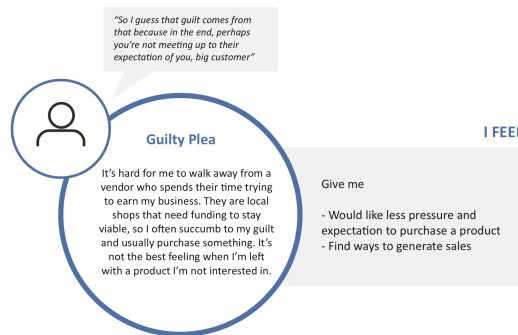 "So I guess that guilt comes from
that because in the end, perhaps
you're not meeting up to their
expectation of you, big customer"
Guilty Plea
It's hard for me to walk away from a
vendor who spends their time trying
to earn my business. They are local
shops that need funding to stay
viable, so I often succumb to my guilt
and usually purchase something. It's
not the best feeling when I'm left
with a product I'm not interested in.
I FEEL
Give me
- Would like less pressure and
expectation to purchase a product
- Find ways to generate sales